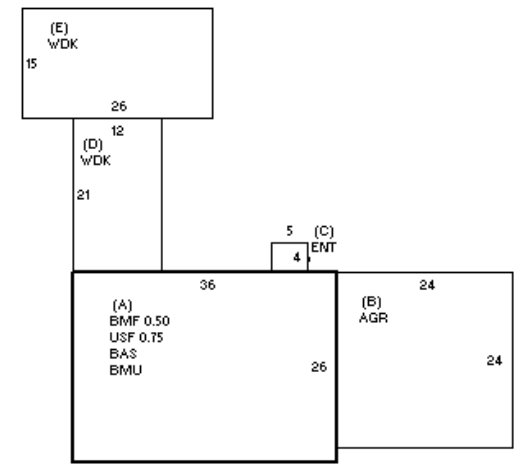 (E)
WDK
15
26
12
(D)
WDK
21
5
(C)
ENT
4
36
24
(A)
BMF 0.50
USF 0.75
BAS
BMU
26
(B)
AGR
24